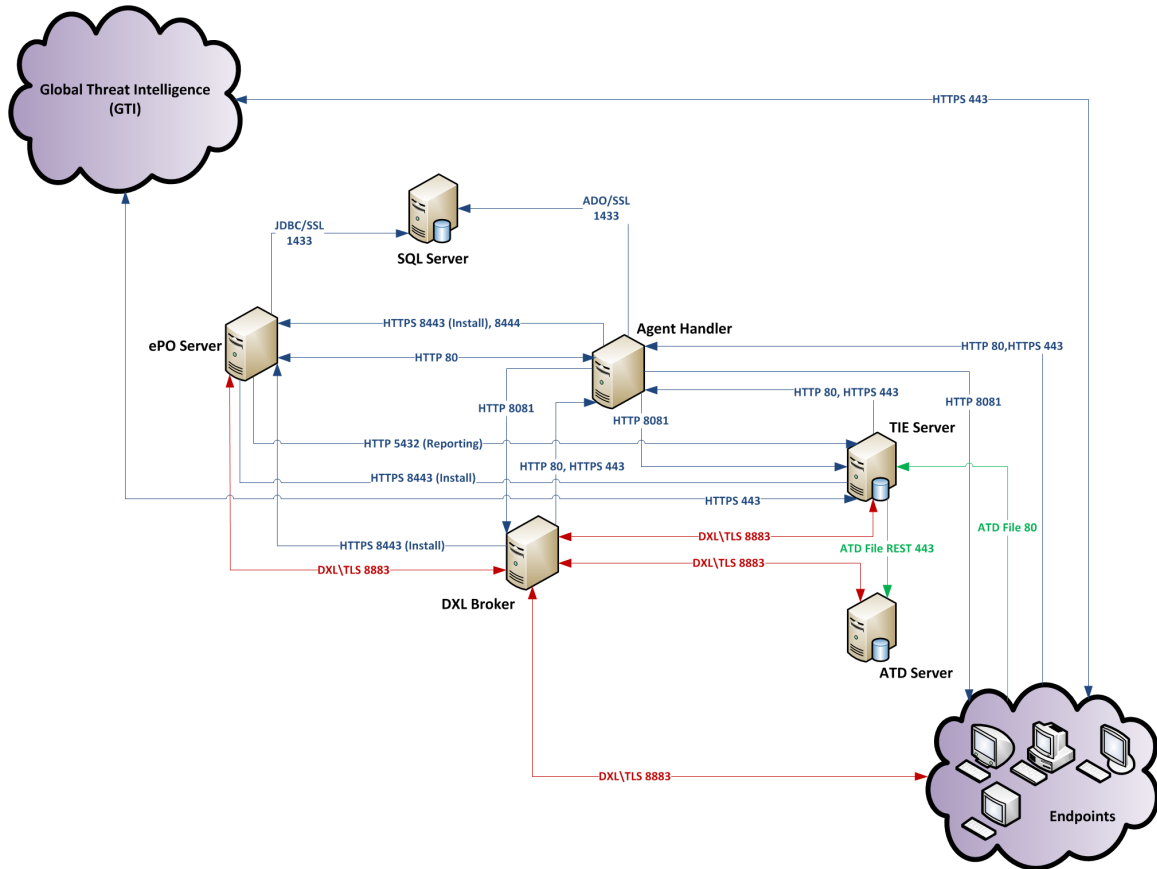 Global Threat Intelligence
(GTI)
HTTPS 443
ADO/SSL
1433
JDBC/SSL
1433
SQL Server
HTTPS 8443 (Install), 8444
Agent Handler
ePO Server
HTTP 80,HTTPS 443
HTTP 80
HTTP 80, HTTPS 443
HTTP 8081
HTTP 8081
HTTP 8081
TIE Server
HTTP 5432 (Reporting)
HTTP 80, HTTPS 443
HTTPS 8443 (Install)
HTTPS 443
ATD File 80
DXL\TLS 8883
HTTPS 8443 (Install)
ATD File REST 443
DXL\TLS 8883
DXL\TLS 8883
DXL Broker
ATD Server
DXL\TLS 8883
Endpoints